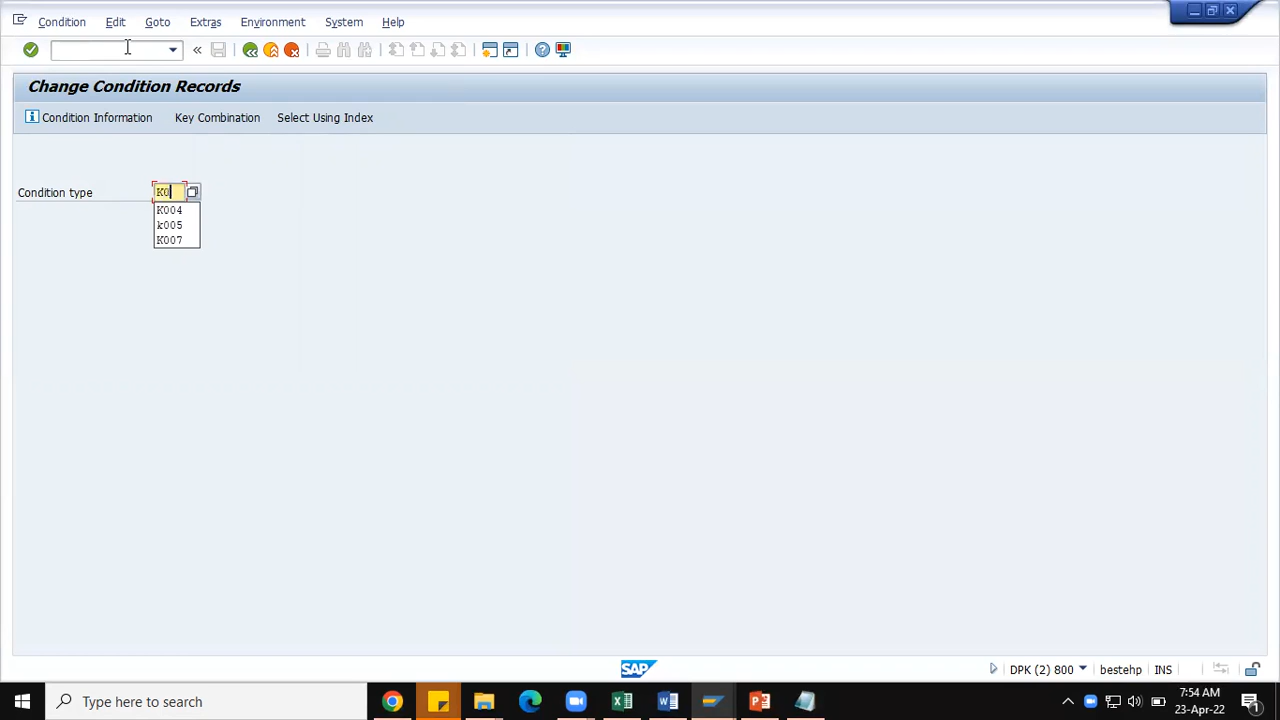 Condition Edit Goto Extras Environment System Help
Change Condition Records
Condition Information Key Combination Select Using Index
Condition type K0
K004
k005
K007
SAP DPK (2) 800 bestehp INS
Type here to search
7:54 AM
23-Apr-22
1